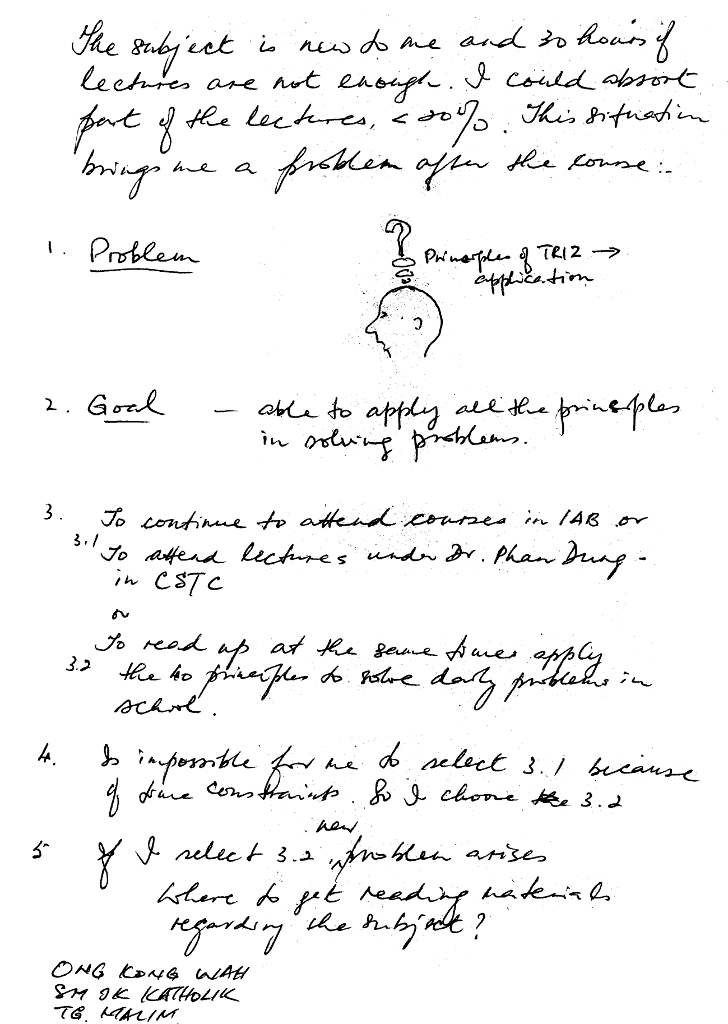 The subject is new to me and 30 hours of
lectures are not enough. I could absorb
part of the lectures, < 20%. This situation
brings me a problem after the course:-
1. Problem
?
Principles of TRIZ →
application
2. Goal — able to apply all the principles
in solving problems.
3. To continue to attend courses in IAB or
3.1 To attend lectures under Dr. Phan Dung -
in CSTC
or
To read up at the same time apply
3.2 the 40 principles to solve daily problems in
school.
4. Is impossible for me to select 3.1 because
of time constraints. So I choose 3.2
new
5 If I select 3.2, problem arises
Where to get reading materials
regarding the subject?
ONG KONG WAH
SM JK KATHOLIK
TG. MALIM